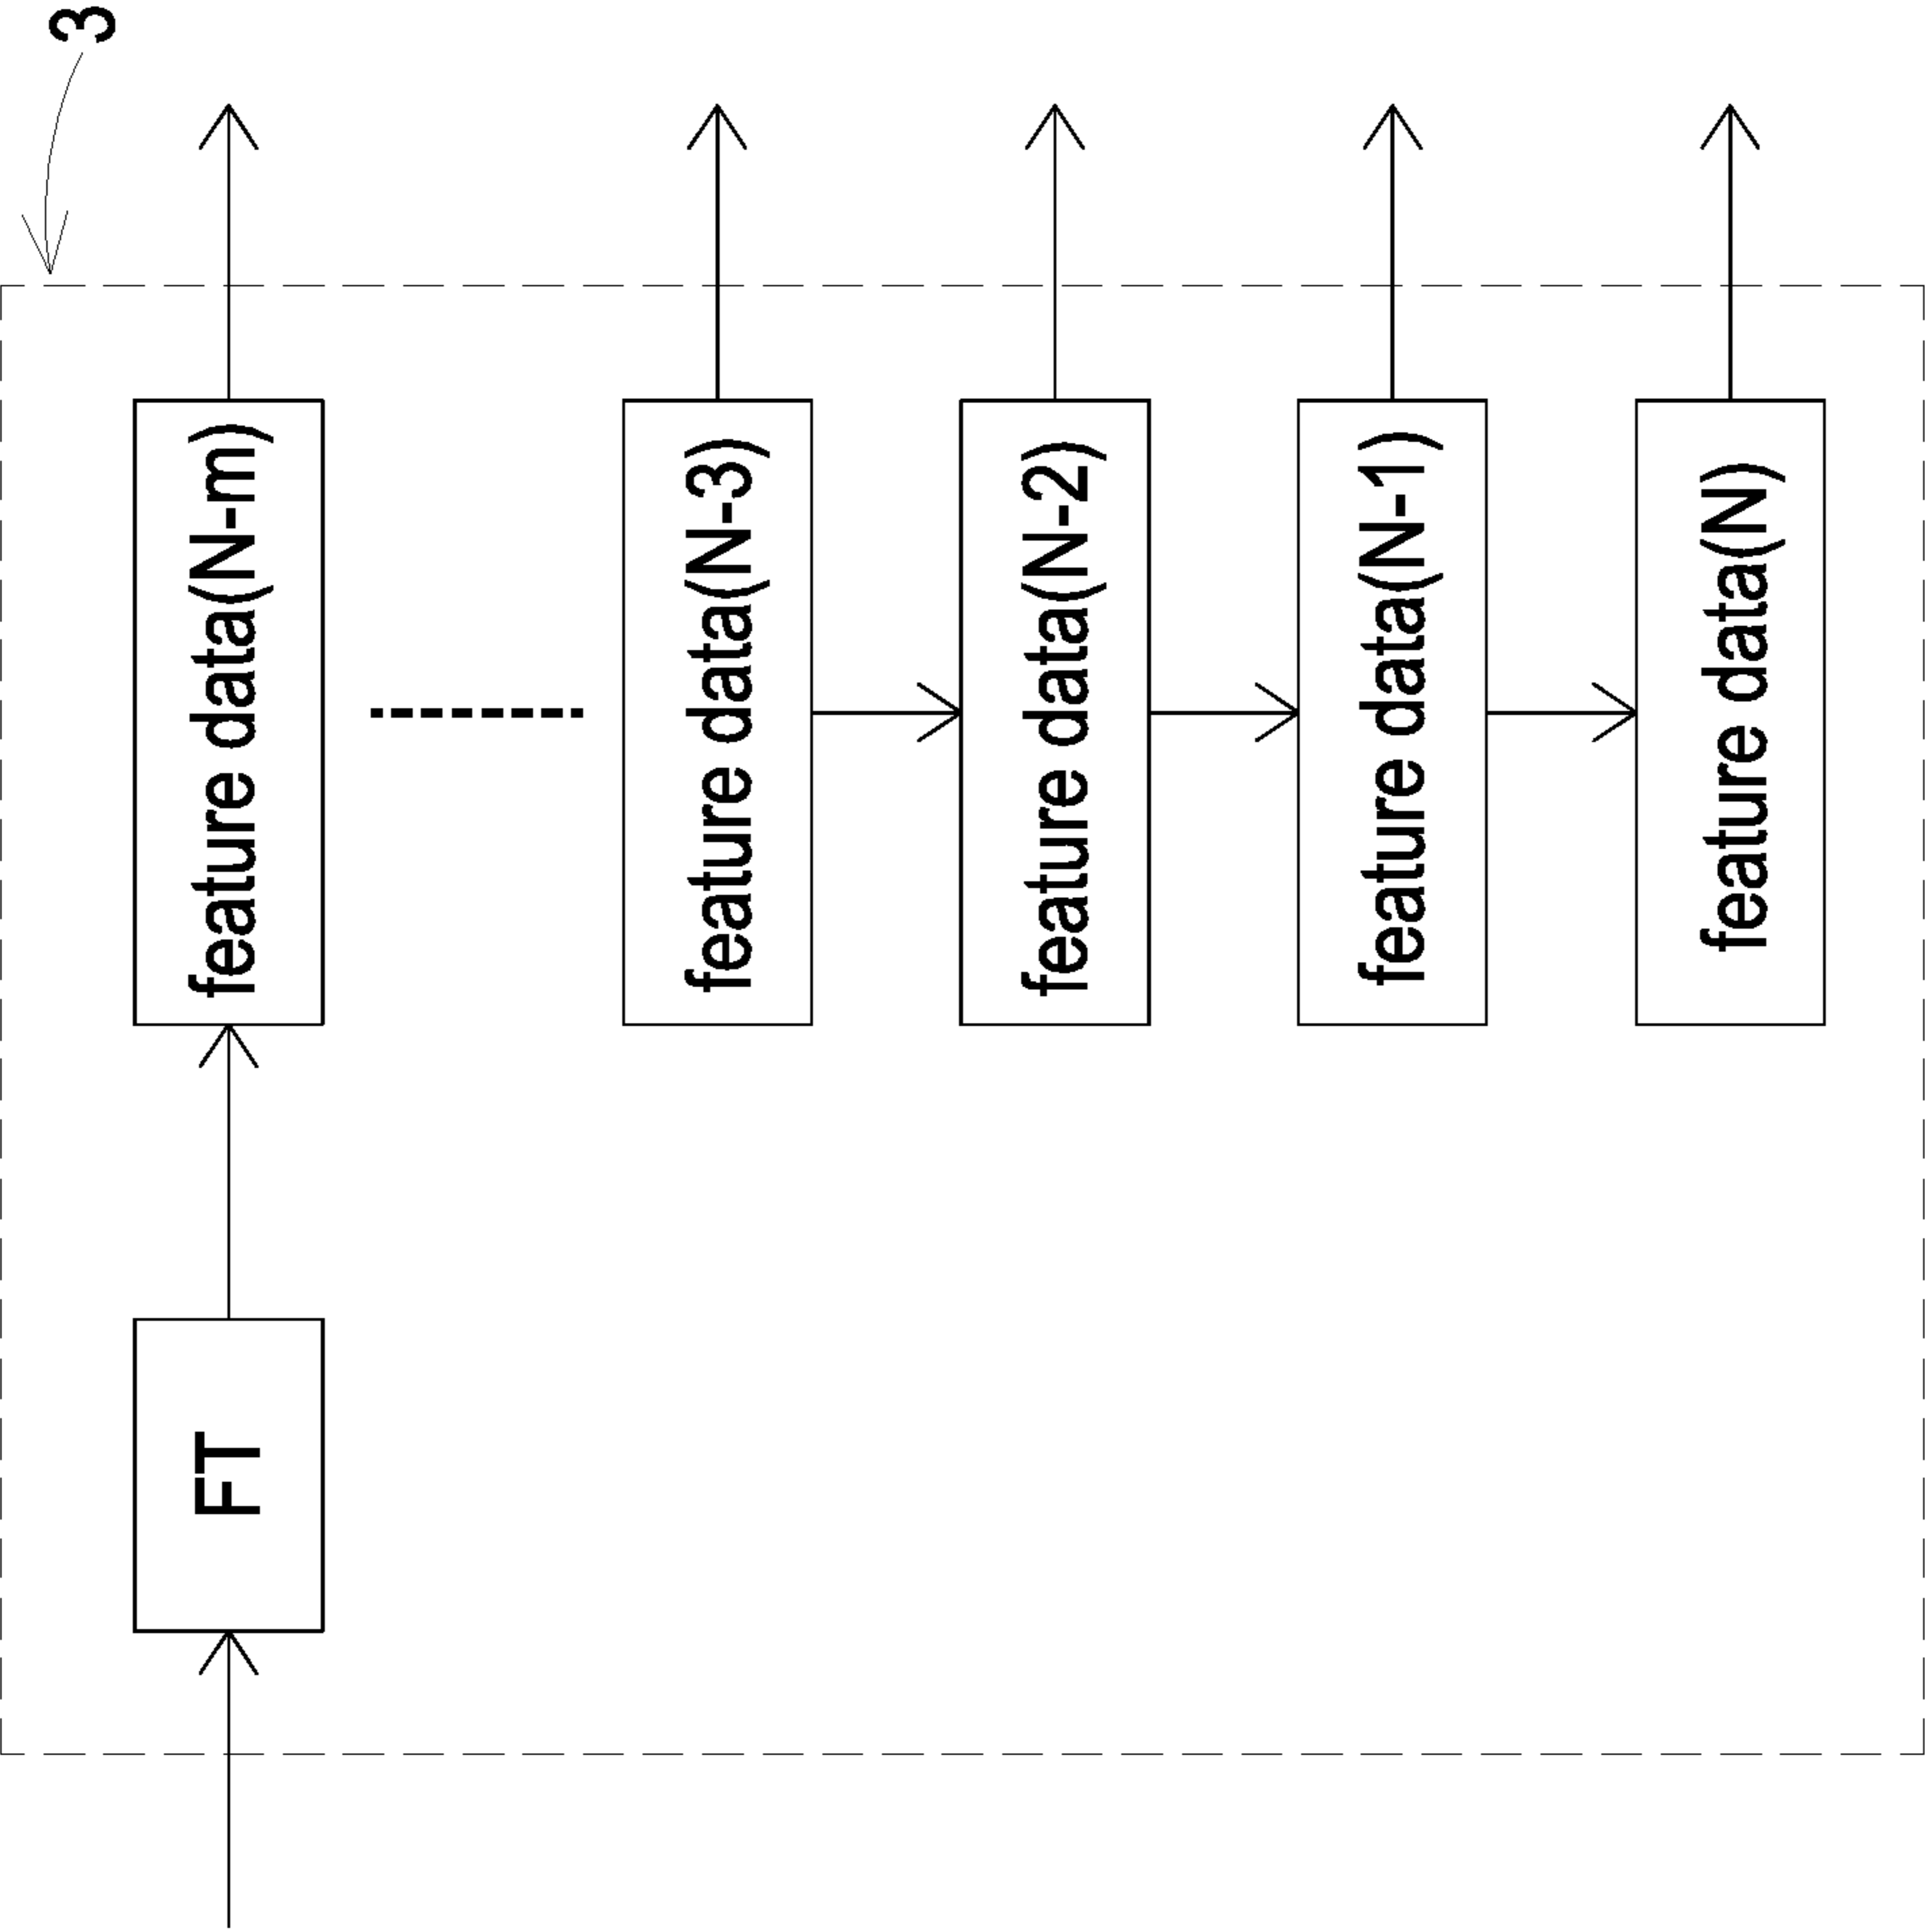 3
FT
feature data(N-m)
feature data(N-3)
feature data(N-2)
feature data(N-1)
feature data(N)